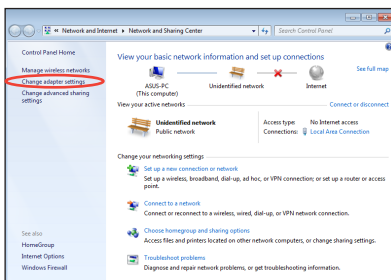 « Network and Internet ▸ Network and Sharing Center
Search Control Panel
Control Panel Home
Manage wireless networks
Change adapter settings
Change advanced sharing
settings
See also
HomeGroup
Internet Options
Windows Firewall
View your basic network information and set up connections
See full map
ASUS-PC
(This computer)
Unidentified network
Internet
View your active networks
Connect or disconnect
Unidentified network
Public network
Access type: No Internet access
Connections: Local Area Connection
Change your networking settings
Set up a new connection or network
Set up a wireless, broadband, dial-up, ad hoc, or VPN connection; or set up a router or access
point.
Connect to a network
Connect or reconnect to a wireless, wired, dial-up, or VPN network connection.
Choose homegroup and sharing options
Access files and printers located on other network computers, or change sharing settings.
Troubleshoot problems
Diagnose and repair network problems, or get troubleshooting information.